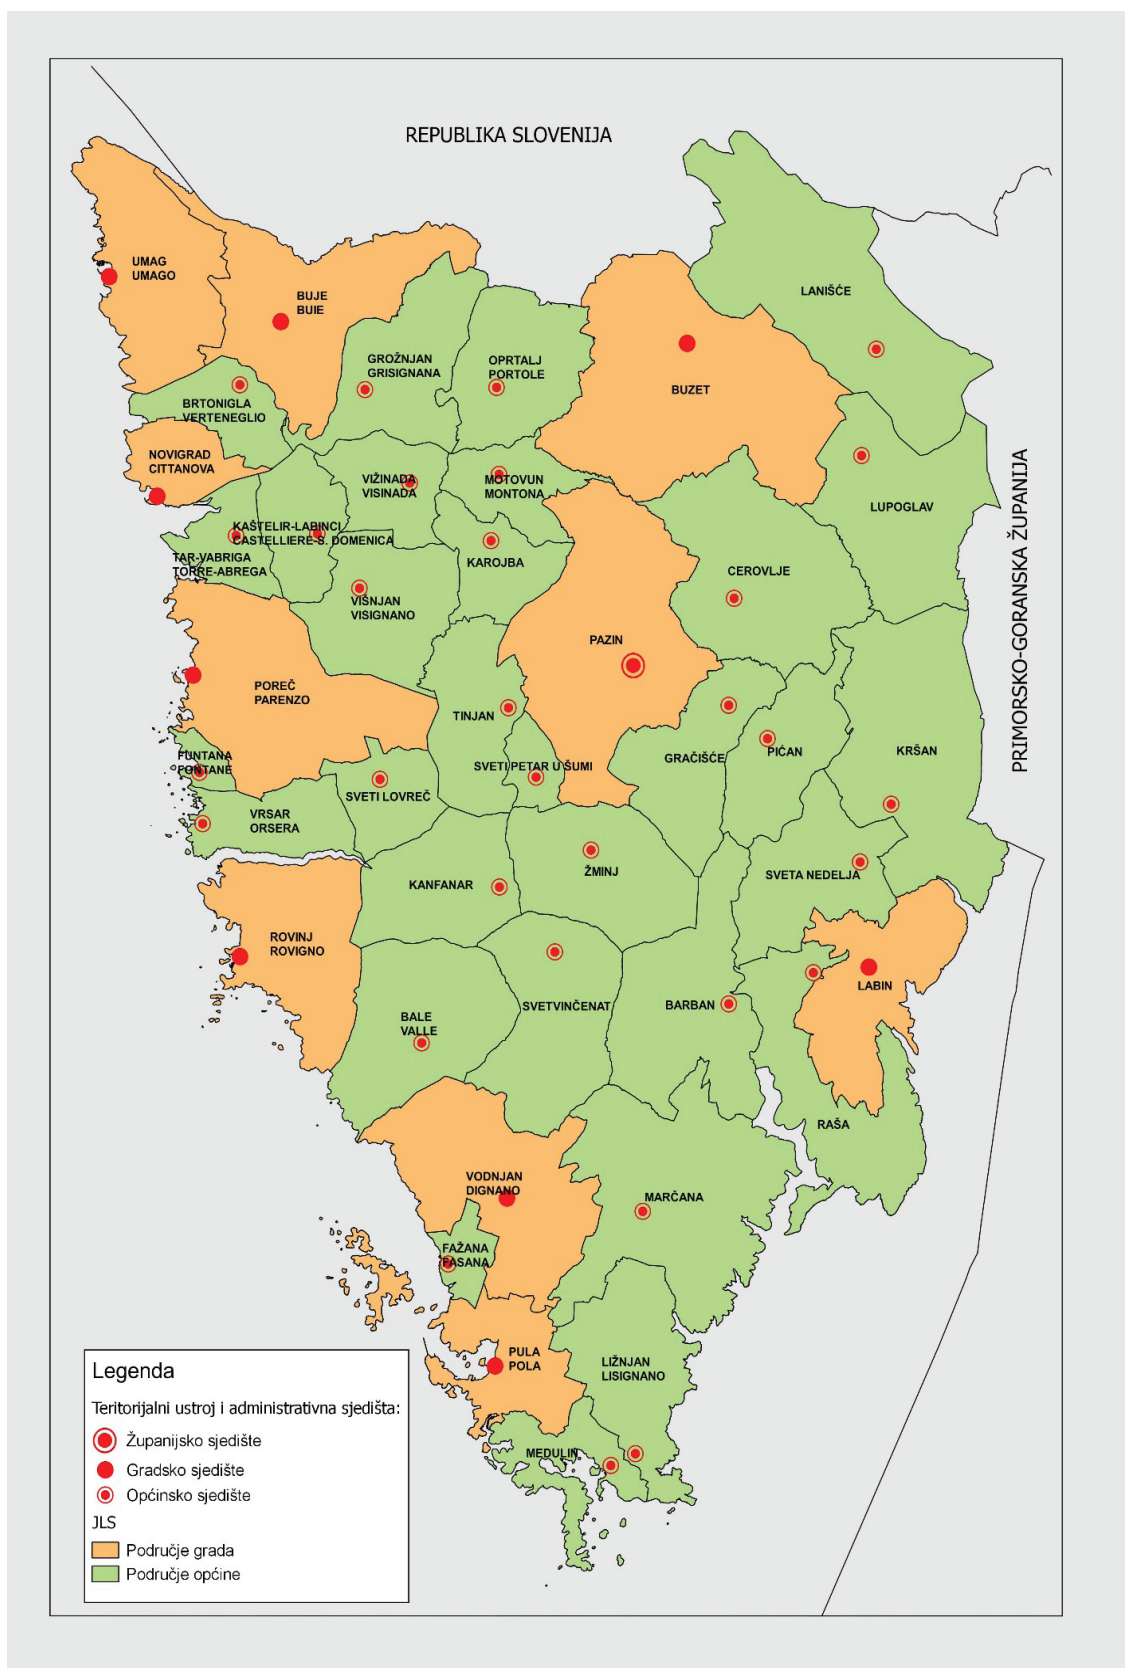 REPUBLIKA SLOVENIJA
UMAG
UMAGO
BUJE
BUIE
LANIŠĆE
GROŽNJAN
GRISIGNANA
OPRTALJ
PORTOLE
BUZET
BRTONIGLA
VERTENEGLIO
NOVIGRAD
CITTANOVA
VIŽINADA
VISINADA
MOTOVUN
MONTONA
LUPOGLAV
PRIMORSKO-GORANSKA ŽUPANIJA
KAŠTELIR-LABINCI
CASTELLIERE-S. DOMENICA
TAR-VABRIGA
TORRE-ABREGA
KAROJBA
CEROVLJE
VIŠNJAN
VISIGNANO
PAZIN
POREČ
PARENZO
TINJAN
FUNTANA
FONTANE
SVETI PETAR U ŠUMI
GRAČIŠĆE
PIĆAN
KRŠAN
SVETI LOVREČ
VRSAR
ORSERA
KANFANAR
ŽMINJ
SVETA NEDELJA
ROVINJ
ROVIGNO
LABIN
BALE
VALLE
SVETVINČENAT
BARBAN
RAŠA
VODNJAN
DIGNANO
MARČANA
FAŽANA
FASANA
PULA
POLA
LIŽNJAN
LISIGNANO
MEDULIN
Legenda
Teritorijalni ustroj i administrativna sjedišta:
Županijsko sjedište
Gradsko sjedište
Općinsko sjedište
JLS
Područje grada
Područje općine